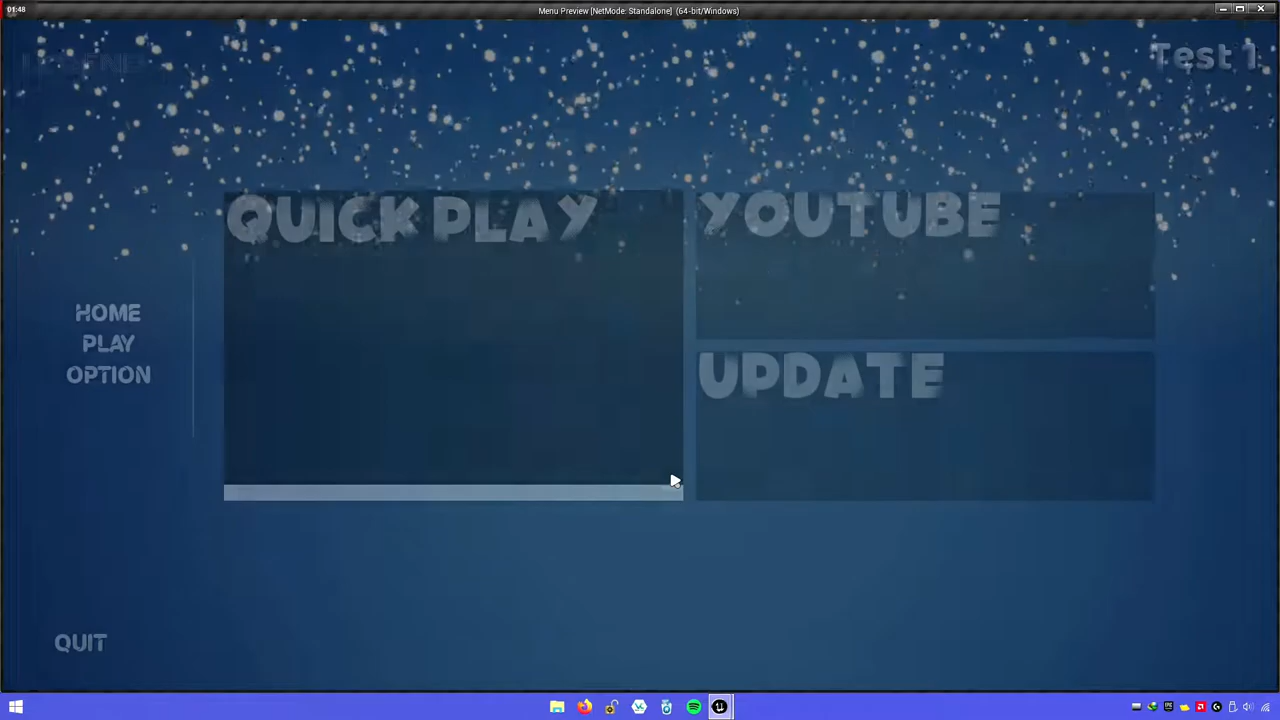 01:48
Menu Preview [NetMode: Standalone] (64-bit/Windows)
Test 1
QUICK PLAY
YOUTUBE
HOME
PLAY
OPTION
UPDATE
QUIT